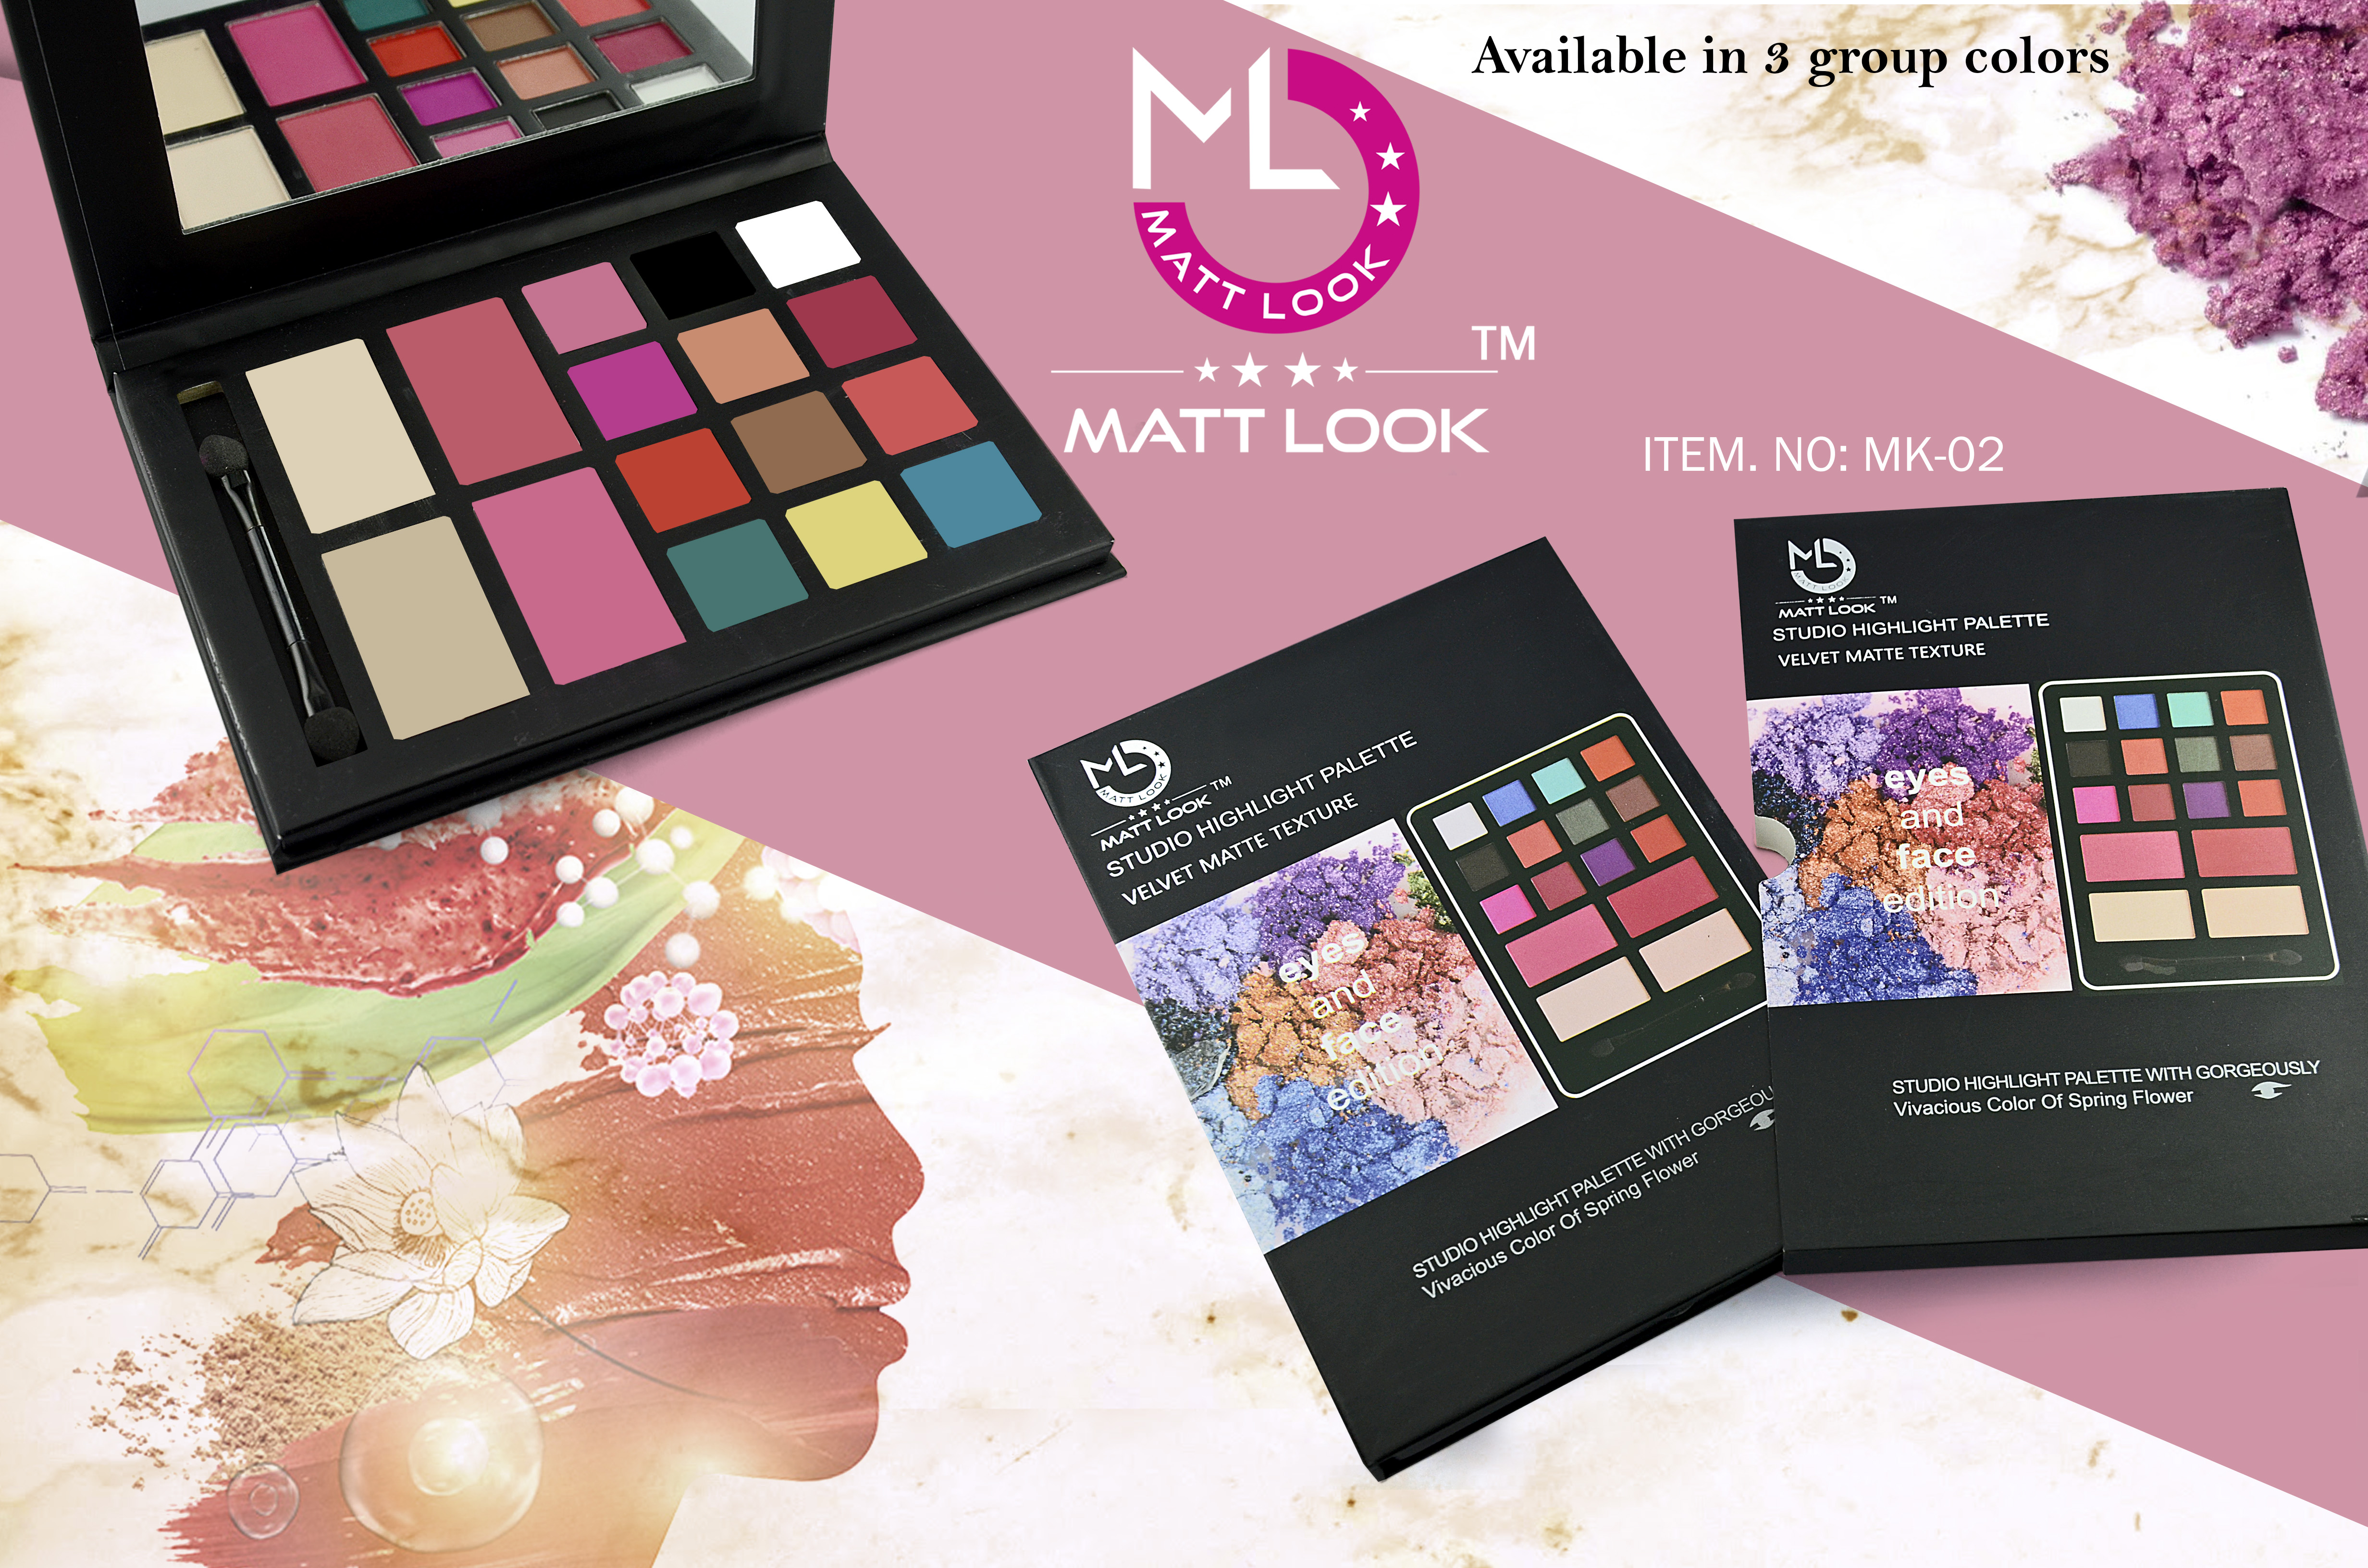 Available in 3 group colors
ML
MATT LOOK
TM
MATT LOOK
ITEM. NO: MK-02
ML
MATT LOOK
MATT LOOK TM
STUDIO HIGHLIGHT PALETTE
VELVET MATTE TEXTURE
eyes
and
face
edition
STUDIO HIGHLIGHT PALETTE WITH GORGEOU
Vivacious Color Of Spring Flower
ML
MATT LOOK
MATT LOOK TM
STUDIO HIGHLIGHT PALETTE
VELVET MATTE TEXTURE
eyes
and
face
edition
STUDIO HIGHLIGHT PALETTE WITH GORGEOUSLY
Vivacious Color Of Spring Flower